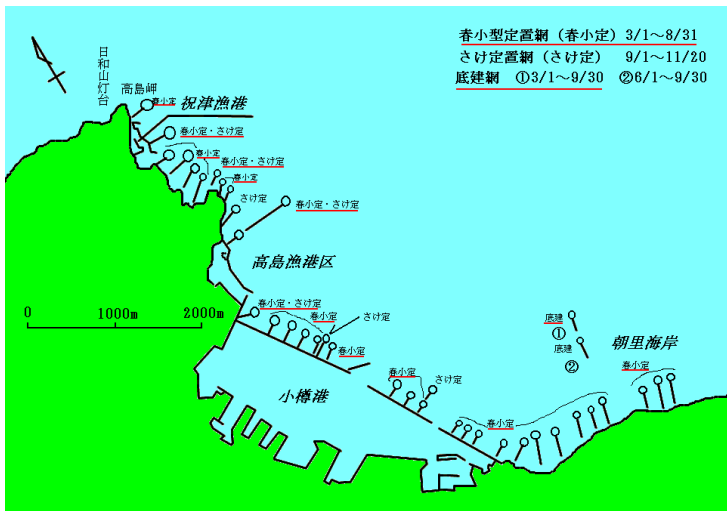 春小型定置網（春小定）3/1～8/31
さけ定置網（さけ定）　9/1～11/20
底建網　①3/1～9/30　②6/1～9/30
日和山灯台
高島岬
春小定
祝津漁港
春小定・さけ定
春小定
春小定・さけ定
春小定
さけ定
春小定・さけ定
高島漁港区
0 1000m 2000m
春小定・さけ定
春小定
さけ定
春小定
底建
①
底建
②
朝里海岸
春小定
小樽港
春小定
さけ定
春小定